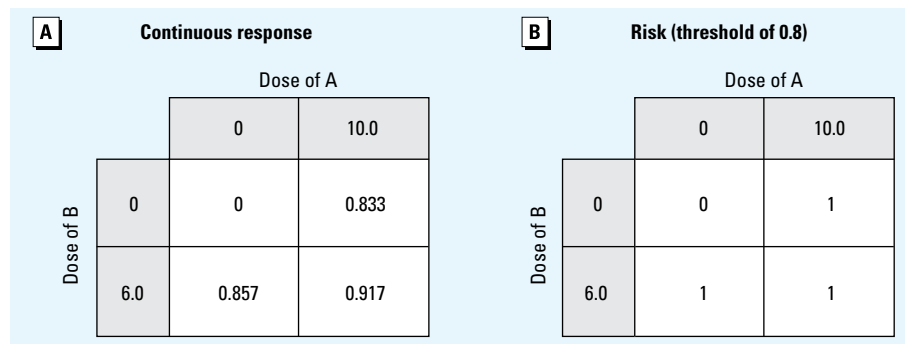 A Continuous response
Dose of A
0 10.0
Dose of B
0 0 0.833
6.0 0.857 0.917
B Risk (threshold of 0.8)
Dose of A
0 10.0
Dose of B
0 0 1
6.0 1 1